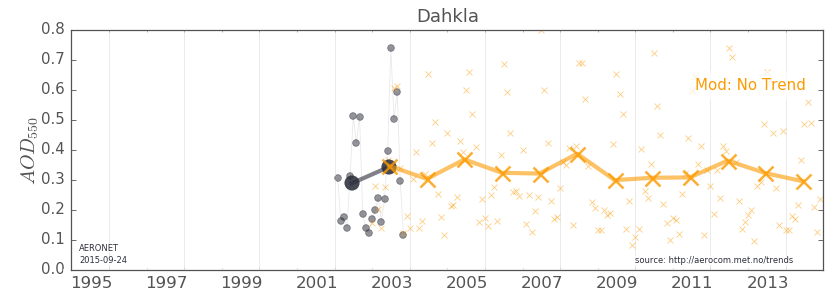 Dahkla
0.8
0.7
0.6
0.5
0.4
0.3
0.2
0.1
0.0
AOD550
Mod: No Trend
AERONET
2015-09-24
source: http://aerocom.met.no/trends
1995 1997 1999 2001 2003 2005 2007 2009 2011 2013